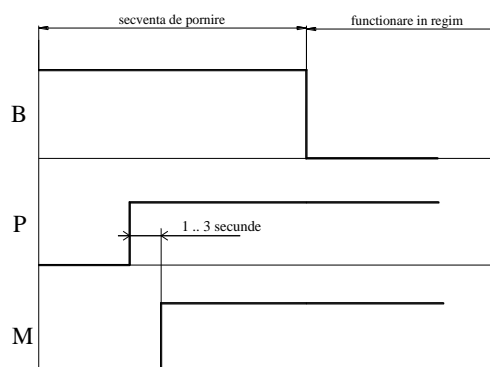 secventa de pornire
functionare in regim
B
P
1 .. 3 secunde
M